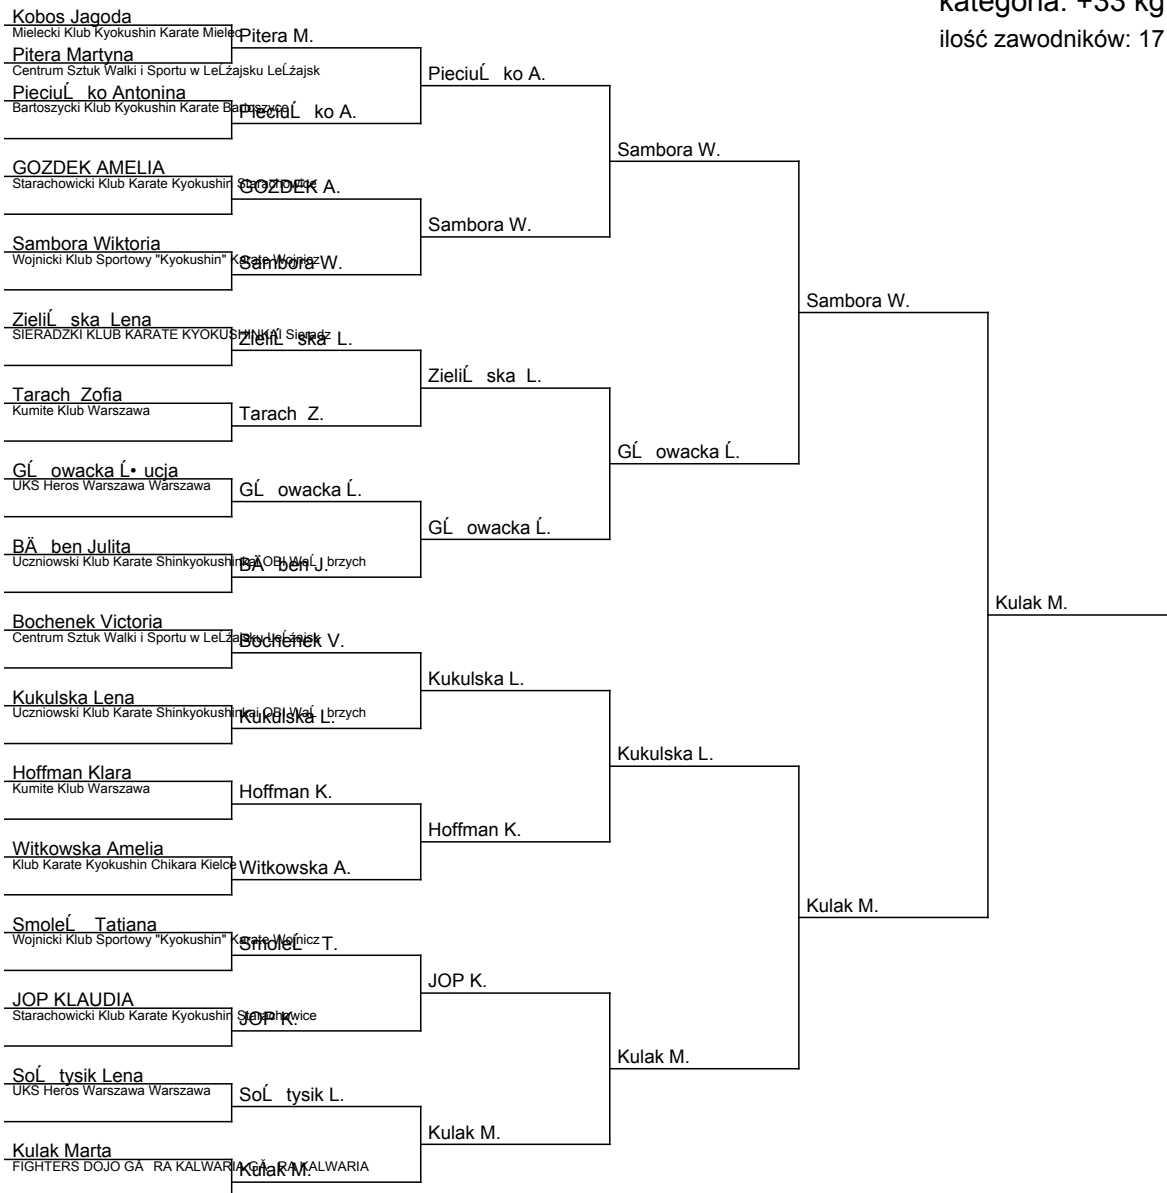 kategoria: +33 kg
ilość zawodników: 17
Kobos Jagoda
Mielecki Klub Kyokushin Karate Mielec
Pitera M.
Pitera Martyna
Centrum Sztuk Walki i Sportu w LeĹźajsku LeĹźajsk
PieciuĹ ko A.
PieciuĹ ko Antonina
Bartoszycki Klub Kyokushin Karate Bartoszyce
PieciuĹ ko A.
Sambora W.
GOZDEK AMELIA
Starachowicki Klub Karate Kyokushin Starachowice
GOZDEK A.
Sambora W.
Sambora Wiktoria
Wojnicki Klub Sportowy "Kyokushin" Karate Wojnicz
Sambora W.
Sambora W.
ZieliĹ ska Lena
SIERADZKI KLUB KARATE KYOKUSHINKAI Sieradz
ZieliĹ ska L.
ZieliĹ ska L.
Tarach Zofia
Kumite Klub Warszawa
Tarach Z.
GĹ owacka Ĺ.
GĹ owacka Ĺ• ucja
UKS Heros Warszawa Warszawa
GĹ owacka Ĺ.
GĹ owacka Ĺ.
BÄ ben Julita
Uczniowski Klub Karate Shinkyokushinkai OBI WaĹ brzych
BÄ ben J.
Kulak M.
Bochenek Victoria
Centrum Sztuk Walki i Sportu w LeĹźajsku LeĹźajsk
Bochenek V.
Kukulska L.
Kukulska Lena
Uczniowski Klub Karate Shinkyokushinkai OBI WaĹ brzych
Kukulska L.
Kukulska L.
Hoffman Klara
Kumite Klub Warszawa
Hoffman K.
Hoffman K.
Witkowska Amelia
Klub Karate Kyokushin Chikara Kielce
Witkowska A.
Kulak M.
SmoleĹ Tatiana
Wojnicki Klub Sportowy "Kyokushin" Karate Wojnicz
SmoleĹ T.
JOP K.
JOP KLAUDIA
Starachowicki Klub Karate Kyokushin Starachowice
JOP K.
Kulak M.
SoĹ tysik Lena
UKS Heros Warszawa Warszawa
SoĹ tysik L.
Kulak M.
Kulak Marta
FIGHTERS DOJO GĂ RA KALWARIA GĂ RA KALWARIA
Kulak M.